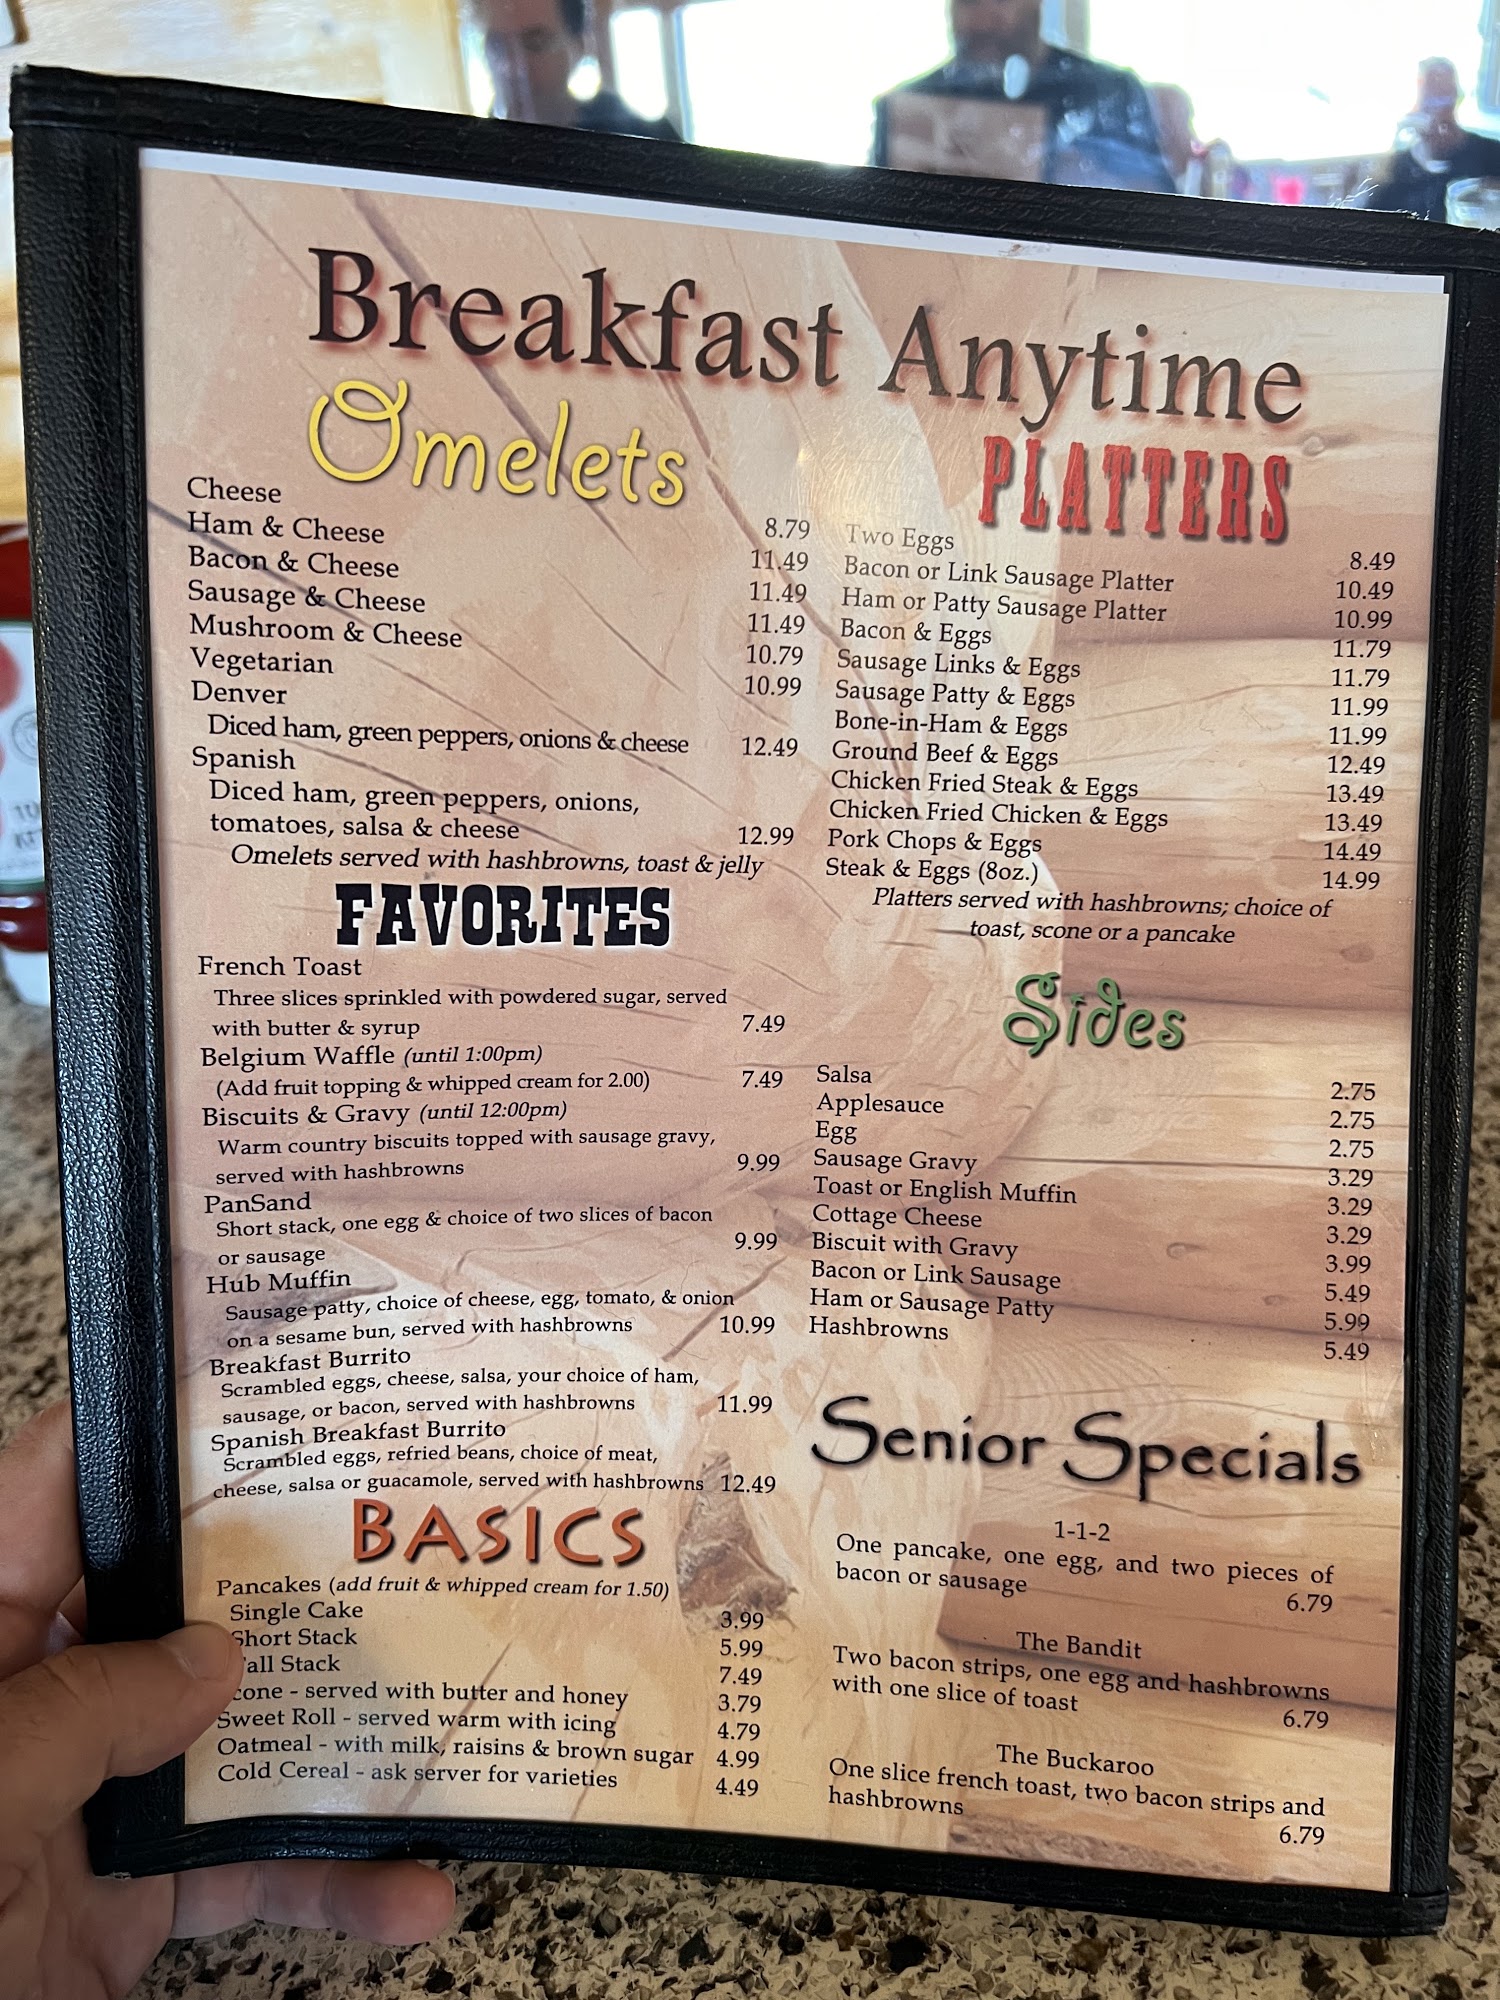 Breakfast Anytime
Omelets
Cheese 8.79
Ham & Cheese 11.49
Bacon & Cheese 11.49
Sausage & Cheese 11.49
Mushroom & Cheese 10.79
Vegetarian 10.99
Denver
Diced ham, green peppers, onions & cheese 12.49
Spanish
Diced ham, green peppers, onions,
tomatoes, salsa & cheese 12.99
Omelets served with hashbrowns, toast & jelly
FAVORITES
French Toast
Three slices sprinkled with powdered sugar, served
with butter & syrup 7.49
Belgium Waffle (until 1:00pm)
(Add fruit topping & whipped cream for 2.00) 7.49
Biscuits & Gravy (until 12:00pm)
Warm country biscuits topped with sausage gravy,
served with hashbrowns 9.99
PanSand
Short stack, one egg & choice of two slices of bacon
or sausage 9.99
Hub Muffin
Sausage patty, choice of cheese, egg, tomato, & onion
on a sesame bun, served with hashbrowns 10.99
Breakfast Burrito
Scrambled eggs, cheese, salsa, your choice of ham,
sausage, or bacon, served with hashbrowns 11.99
Spanish Breakfast Burrito
Scrambled eggs, refried beans, choice of meat,
cheese, salsa or guacamole, served with hashbrowns 12.49
BASICS
Pancakes (add fruit & whipped cream for 1.50)
Single Cake 3.99
Short Stack 5.99
all Stack 7.49
cone - served with butter and honey 3.79
Sweet Roll - served warm with icing 4.79
Oatmeal - with milk, raisins & brown sugar 4.99
Cold Cereal - ask server for varieties 4.49
PLATTERS
Two Eggs 8.49
Bacon or Link Sausage Platter 10.49
Ham or Patty Sausage Platter 10.99
Bacon & Eggs 11.79
Sausage Links & Eggs 11.79
Sausage Patty & Eggs 11.99
Bone-in-Ham & Eggs 11.99
Ground Beef & Eggs 12.49
Chicken Fried Steak & Eggs 13.49
Chicken Fried Chicken & Eggs 13.49
Pork Chops & Eggs 14.49
Steak & Eggs (8oz.) 14.99
Platters served with hashbrowns; choice of
toast, scone or a pancake
Sides
Salsa 2.75
Applesauce 2.75
Egg 2.75
Sausage Gravy 3.29
Toast or English Muffin 3.29
Cottage Cheese 3.29
Biscuit with Gravy 3.99
Bacon or Link Sausage 5.49
Ham or Sausage Patty 5.99
Hashbrowns 5.49
Senior Specials
1-1-2
One pancake, one egg, and two pieces of
bacon or sausage 6.79
The Bandit
Two bacon strips, one egg and hashbrowns
with one slice of toast 6.79
The Buckaroo
One slice french toast, two bacon strips and
hashbrowns 6.79